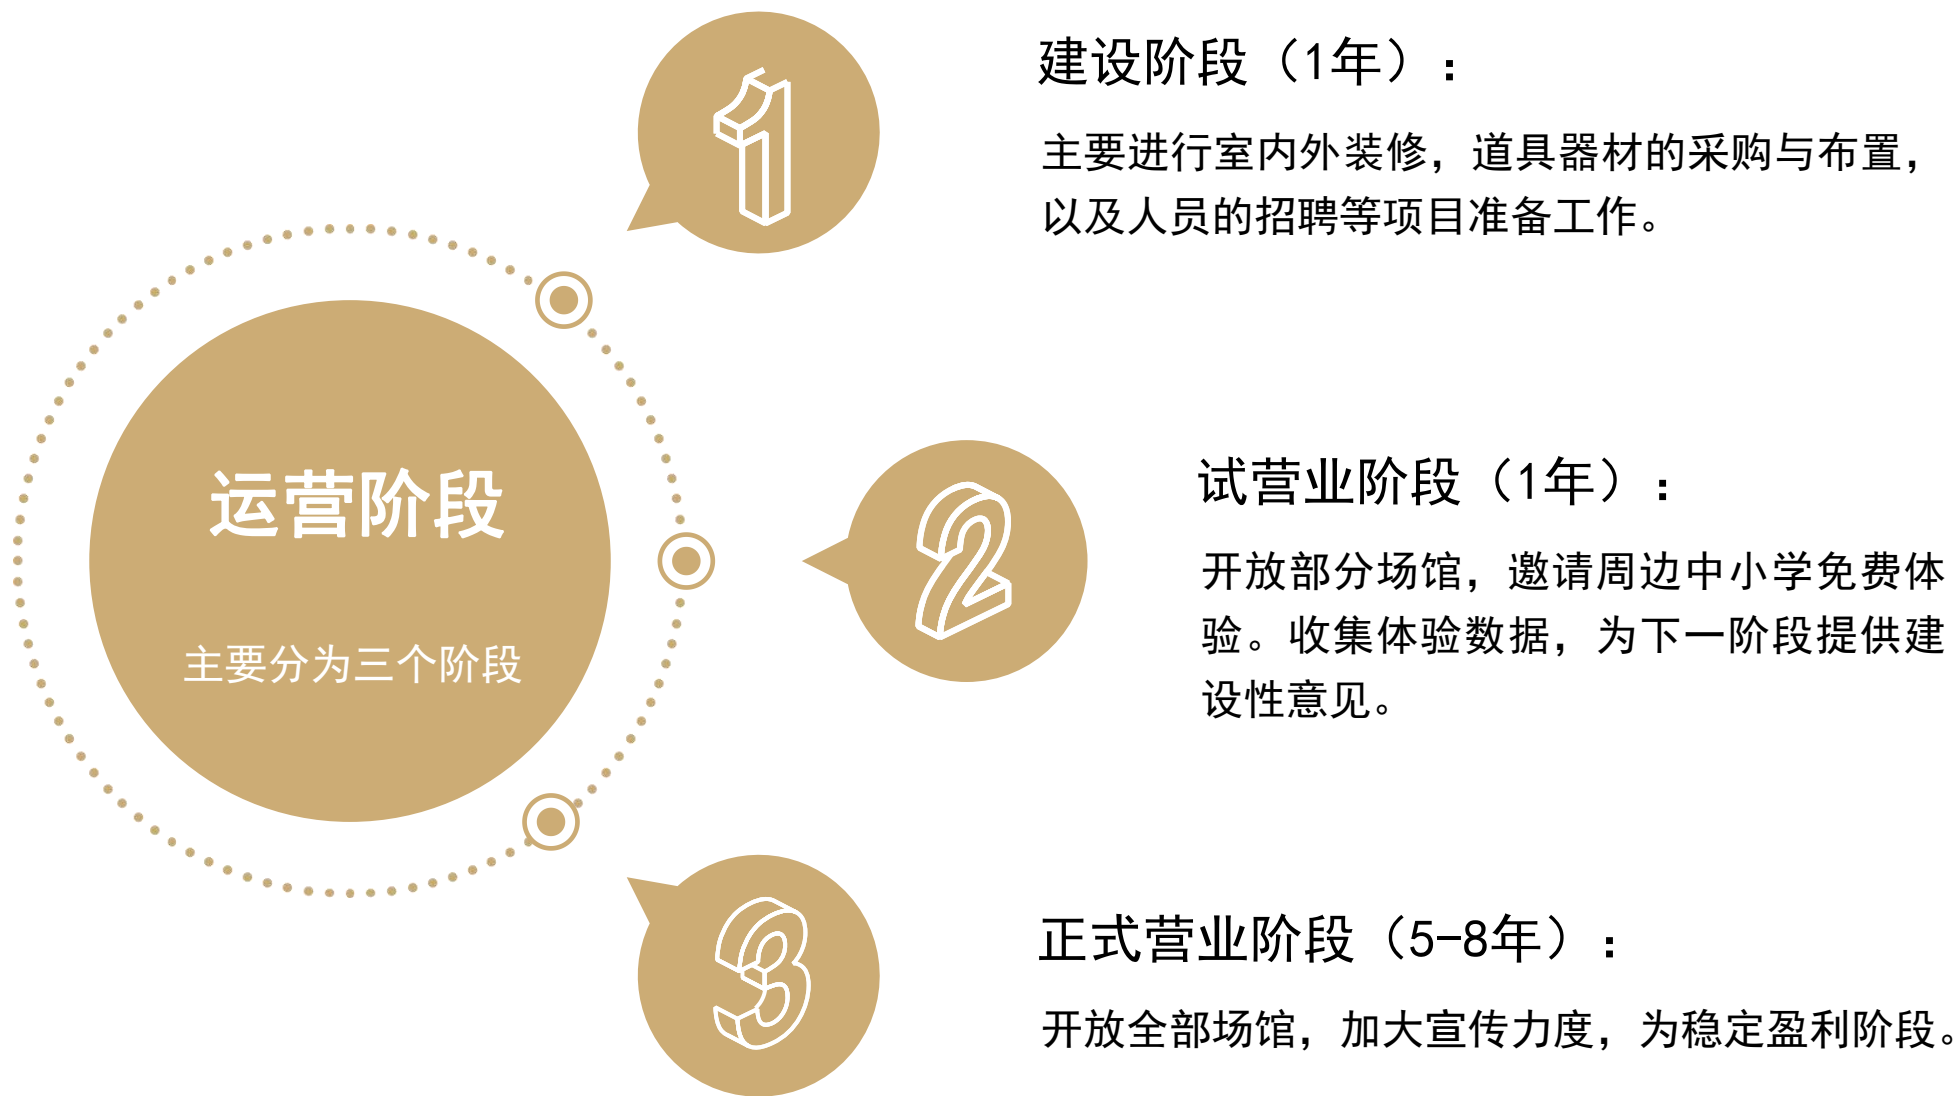 运营阶段
主要分为三个阶段
1
建设阶段（1年）：
主要进行室内外装修，道具器材的采购与布置，
以及人员的招聘等项目准备工作。
2
试营业阶段（1年）：
开放部分场馆，邀请周边中小学免费体
验。收集体验数据，为下一阶段提供建
设性意见。
3
正式营业阶段（5-8年）：
开放全部场馆，加大宣传力度，为稳定盈利阶段。